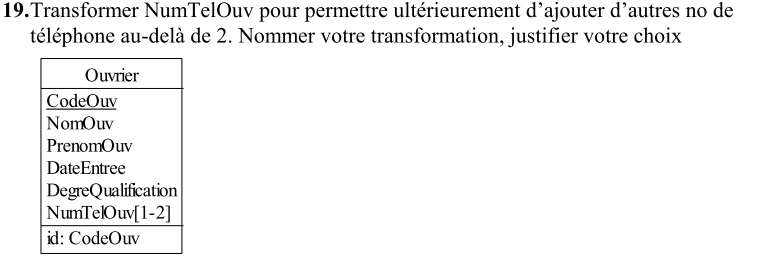 19.Transformer NumTelOuv pour permettre ultérieurement d’ajouter d’autres no de
téléphone au-delà de 2. Nommer votre transformation, justifier votre choix
Ouvrier
CodeOuv
NomOuv
PrenomOuv
DateEntree
DegreQualification
NumTelOuv[1-2]
id: CodeOuv